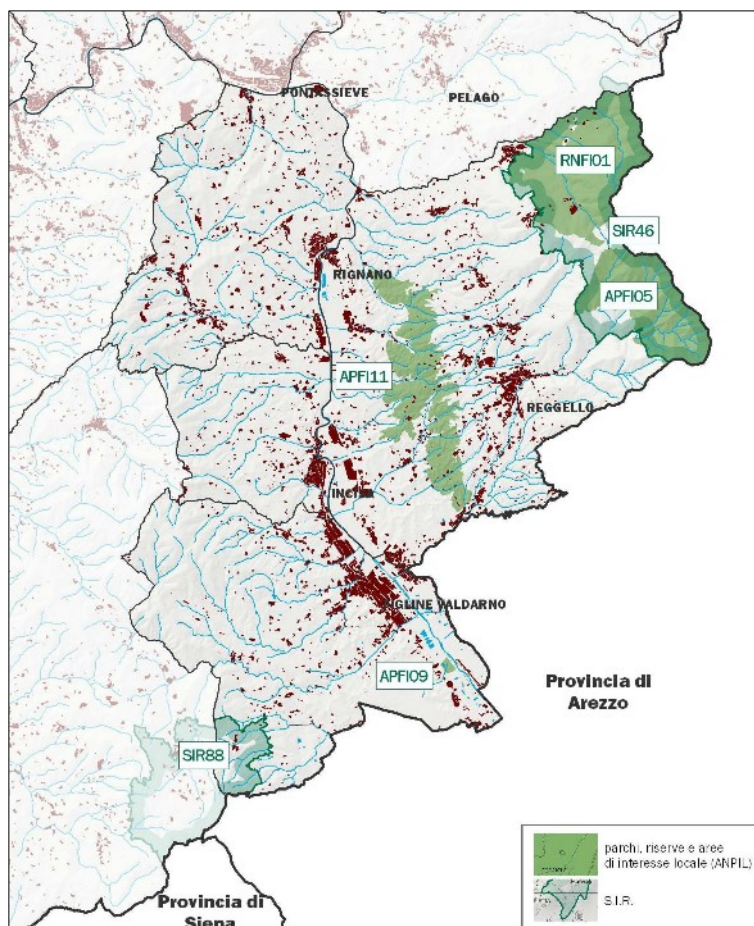 PONTASSIEVE
PELAGO
RNFI01
SIR46
RIGNANO
APFI05
APFI11
REGGELLO
INCISA
FIGLINE VALDARNO
APFI09
Provincia di
Arezzo
SIR88
parchi, riserve e aree
di interesse locale (ANPIL)
S.I.R.
Provincia di
Siena